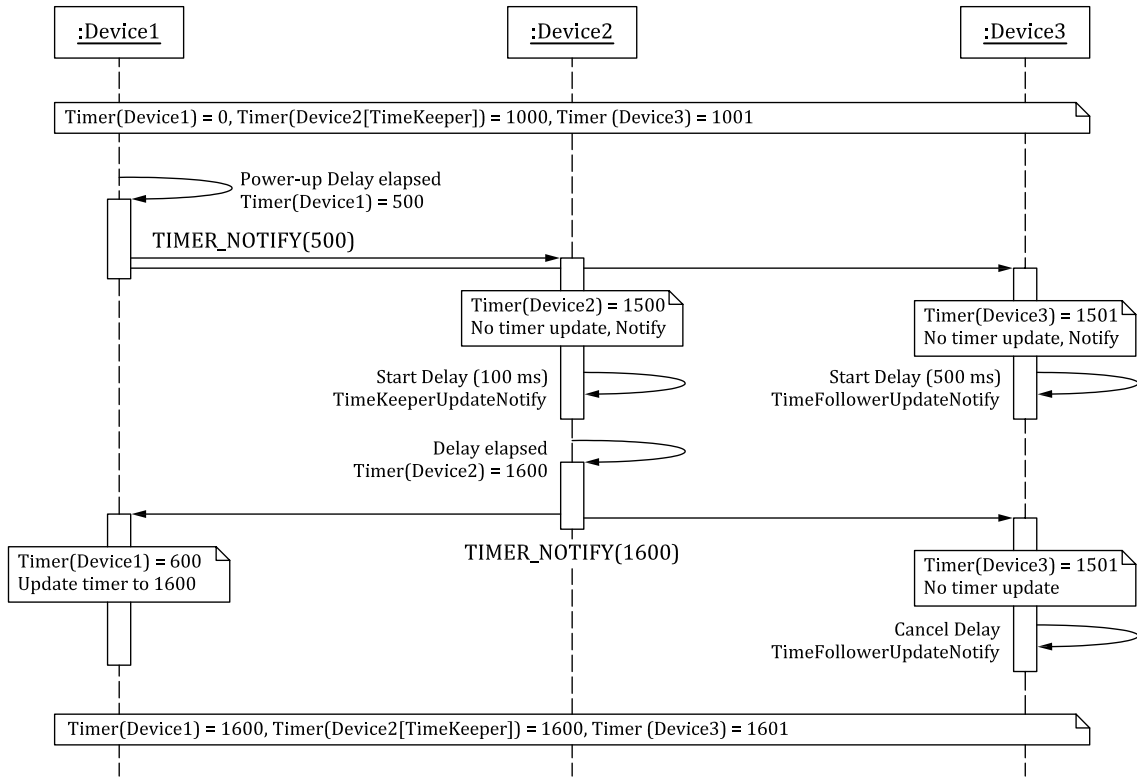 :Device1
:Device2
:Device3
Timer(Device1) = 0, Timer(Device2[TimeKeeper]) = 1000, Timer (Device3) = 1001
Power-up Delay elapsed
Timer(Device1) = 500
TIMER_NOTIFY(500)
Timer(Device2) = 1500
No timer update, Notify
Timer(Device3) = 1501
No timer update, Notify
Start Delay (100 ms)
TimeKeeperUpdateNotify
Start Delay (500 ms)
TimeFollowerUpdateNotify
Delay elapsed
Timer(Device2) = 1600
TIMER_NOTIFY(1600)
Timer(Device1) = 600
Update timer to 1600
Timer(Device3) = 1501
No timer update
Cancel Delay
TimeFollowerUpdateNotify
Timer(Device1) = 1600, Timer(Device2[TimeKeeper]) = 1600, Timer (Device3) = 1601